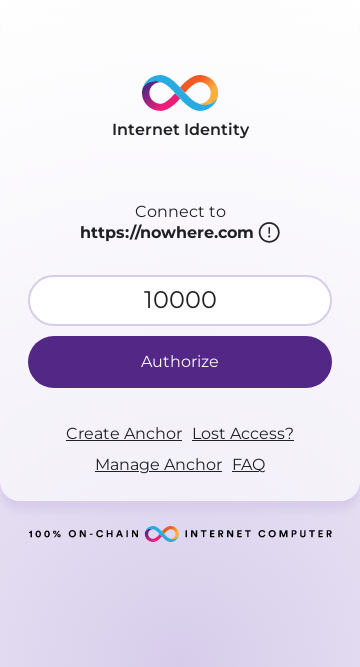 Internet Identity
Connect to
https://nowhere.com
10000
Authorize
Create Anchor Lost Access?
Manage Anchor FAQ
100% ON-CHAIN INTERNET COMPUTER